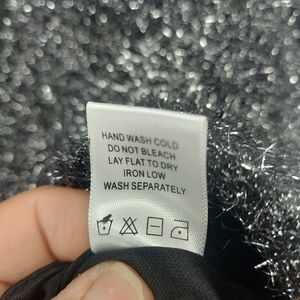 HAND WASH COLD
DO NOT BLEACH
LAY FLAT TO DRY
IRON LOW
WASH SEPARATELY